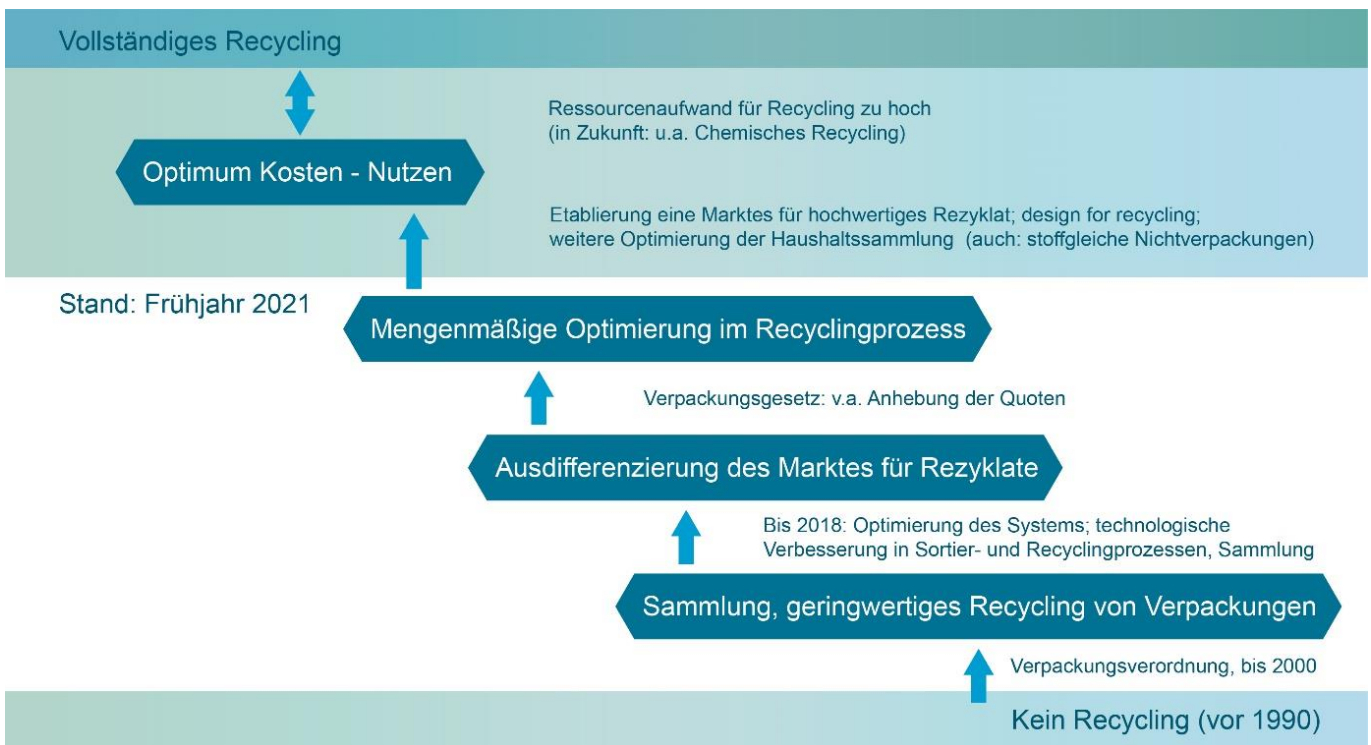 Vollständiges Recycling
Ressourcenaufwand für Recycling zu hoch
(in Zukunft: u.a. Chemisches Recycling)
Optimum Kosten - Nutzen
Etablierung eine Marktes für hochwertiges Rezyklat; design for recycling;
weitere Optimierung der Haushaltssammlung (auch: stoffgleiche Nichtverpackungen)
Stand: Frühjahr 2021
Mengenmäßige Optimierung im Recyclingprozess
Verpackungsgesetz: v.a. Anhebung der Quoten
Ausdifferenzierung des Marktes für Rezyklate
Bis 2018: Optimierung des Systems; technologische
Verbesserung in Sortier- und Recyclingprozessen, Sammlung
Sammlung, geringwertiges Recycling von Verpackungen
Verpackungsverordnung, bis 2000
Kein Recycling (vor 1990)